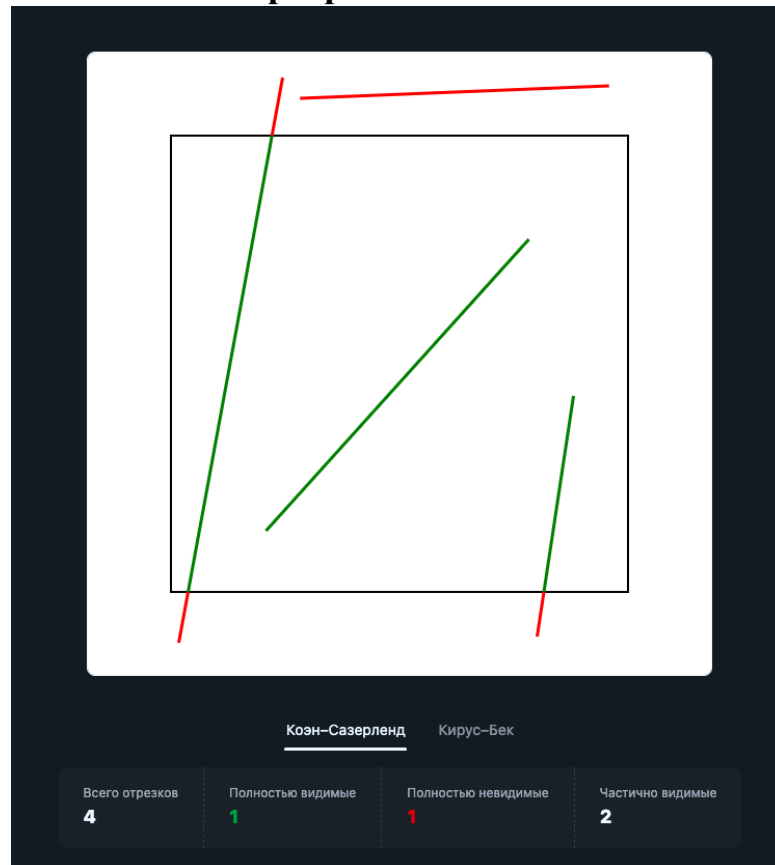 Коэн–Сазерленд Кирус–Бек
Всего отрезков Полностью видимые Полностью невидимые Частично видимые
4 1 1 2